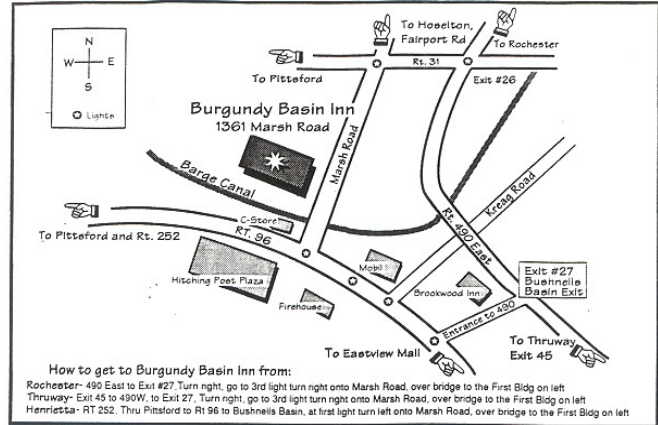 N
W E
S
Lights
To Hoselton,
Fairport Rd
To Rochester
Rt. 31
To Pittsford
Exit #26
Burgundy Basin Inn
1361 Marsh Road
Marsh Road
Barge Canal
Kreag Road
Rt. 490 East
C-Store
RT. 96
To Pittsford and Rt. 252
Mobil
Hitching Post Plaza
Firehouse
Brookwood Inn
Exit #27
Bushnells
Basin Exit
Entrance to 490
To Thruway
Exit 45
To Eastview Mall
How to get to Burgundy Basin Inn from:
Rochester- 490 East to Exit #27, Turn right, go to 3rd light turn right onto Marsh Road, over bridge to the First Bldg on left
Thruway- Exit 45 to 490W, to Exit 27, Turn right, go to 3rd light turn right onto Marsh Road, over bridge to the First Bldg on left
Henrietta- RT 252. Thru Pittsford to Rt 96 to Bushnells Basin, at first light turn left onto Marsh Road, over bridge to the First Bldg on left